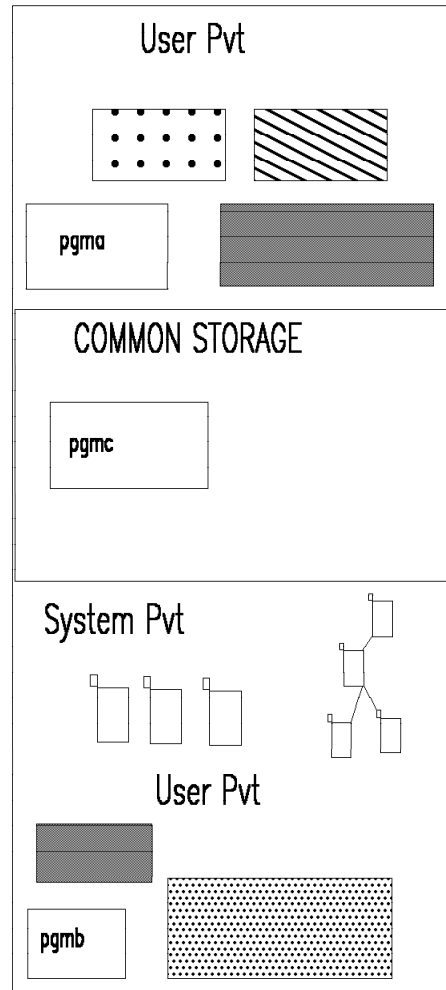 User Pvt
pgma
COMMON STORAGE
pgmc
System Pvt
User Pvt
pgmb